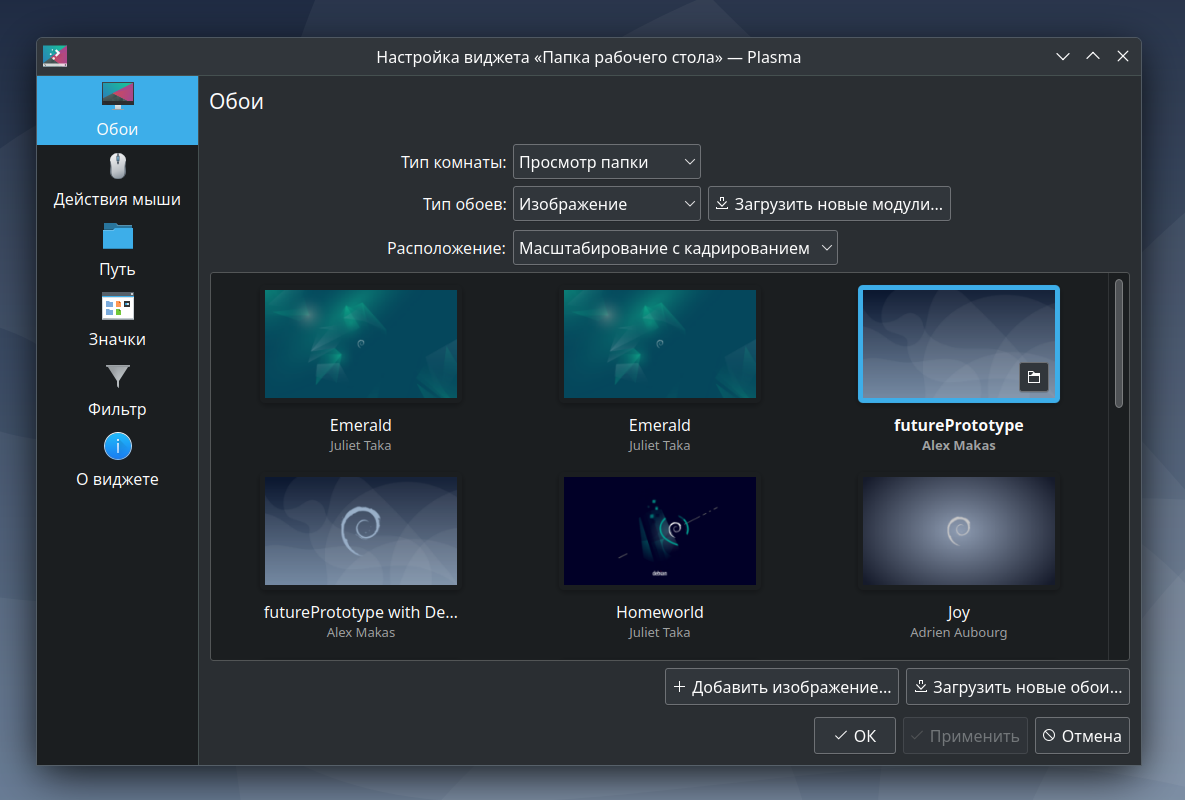 Настройка виджета «Папка рабочего стола» — Plasma
Обои
Действия мыши
Путь
Значки
Фильтр
О виджете
Обои
Тип комнаты: Просмотр папки
Тип обоев: Изображение Загрузить новые модули...
Расположение: Масштабирование с кадрированием
Emerald Emerald futurePrototype
Juliet Taka Juliet Taka Alex Makas
futurePrototype with De... Homeworld Joy
Alex Makas Juliet Taka Adrien Aubourg
Добавить изображение... Загрузить новые обои...
ОК Применить Отмена